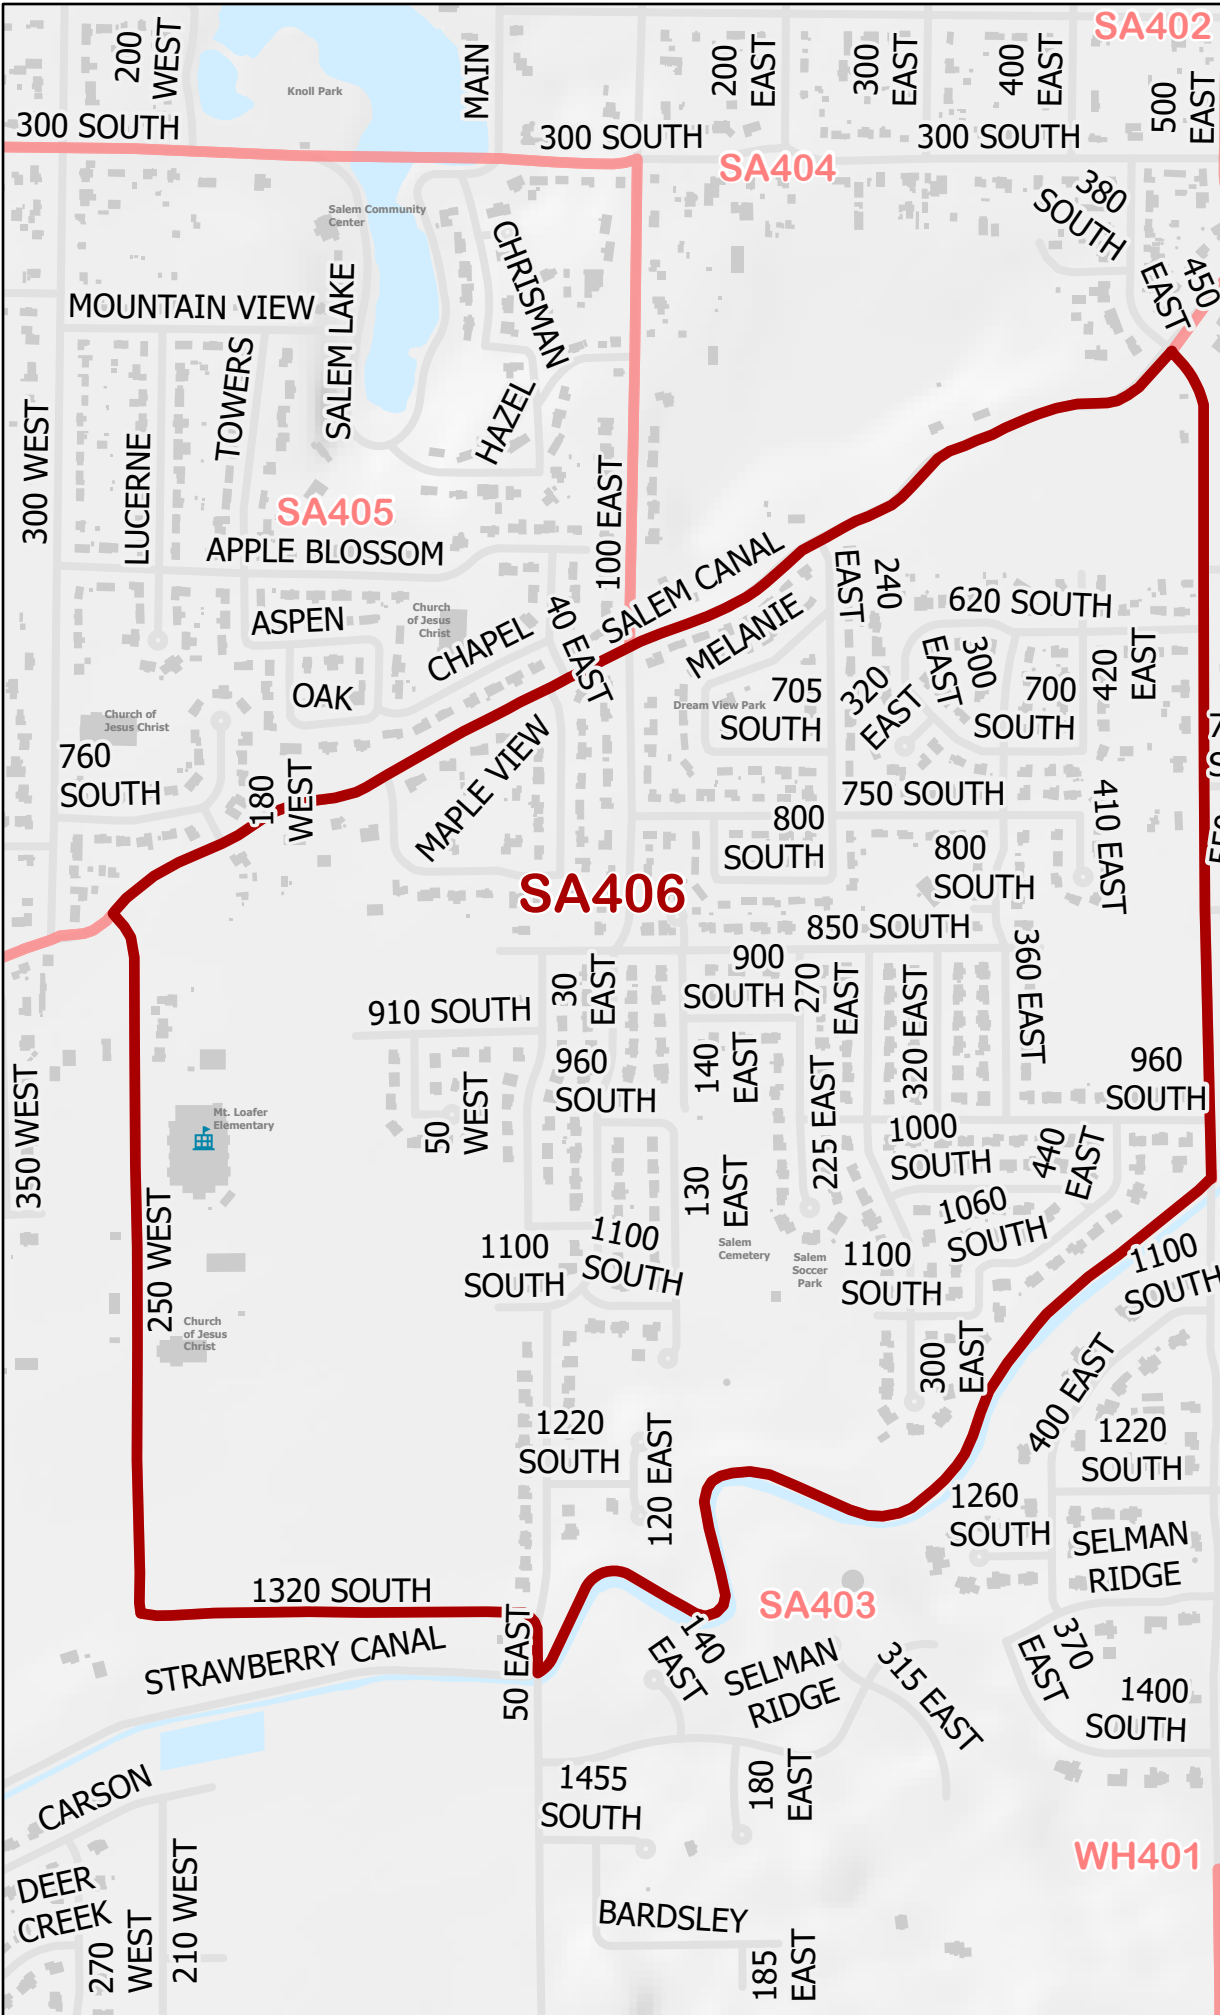 SA402
200
WEST
MAIN
200
EAST
300
EAST
400
EAST
500
EAST
Knoll Park
300 SOUTH
300 SOUTH
300 SOUTH
SA404
380
SOUTH
Salem Community
Center
CHRISMAN
450
EAST
MOUNTAIN VIEW
SALEM LAKE
TOWERS
HAZEL
300 WEST
LUCERNE
SA405
100 EAST
APPLE BLOSSOM
SALEM CANAL
240
EAST
ASPEN
Church
of Jesus
Christ
CHAPEL
40 EAST
MELANIE
620 SOUTH
300
EAST
420
EAST
OAK
Dream View Park
705
SOUTH
320
EAST
700
SOUTH
Church of
Jesus Christ
760
SOUTH
180
WEST
MAPLE VIEW
750 SOUTH
410 EAST
800
SOUTH
800
SOUTH
SA406
850 SOUTH
900
SOUTH
360 EAST
30
EAST
270
EAST
320 EAST
910 SOUTH
960
SOUTH
140
EAST
960
SOUTH
350 WEST
Mt. Loafer
Elementary
50
WEST
225 EAST
1000
SOUTH
440
EAST
130
EAST
1060
SOUTH
250 WEST
1100
SOUTH
1100
SOUTH
Salem
Cemetery
Salem
Soccer
Park
1100
SOUTH
1100
SOUTH
Church
of Jesus
Christ
300
EAST
400 EAST
1220
SOUTH
120 EAST
1220
SOUTH
1260
SOUTH
SELMAN
RIDGE
1320 SOUTH
SA403
50 EAST
STRAWBERRY CANAL
140
EAST
SELMAN
RIDGE
315 EAST
370
EAST
1400
SOUTH
CARSON
1455
SOUTH
180
EAST
WH401
DEER
CREEK
270
WEST
210 WEST
BARDSLEY
185
EAST